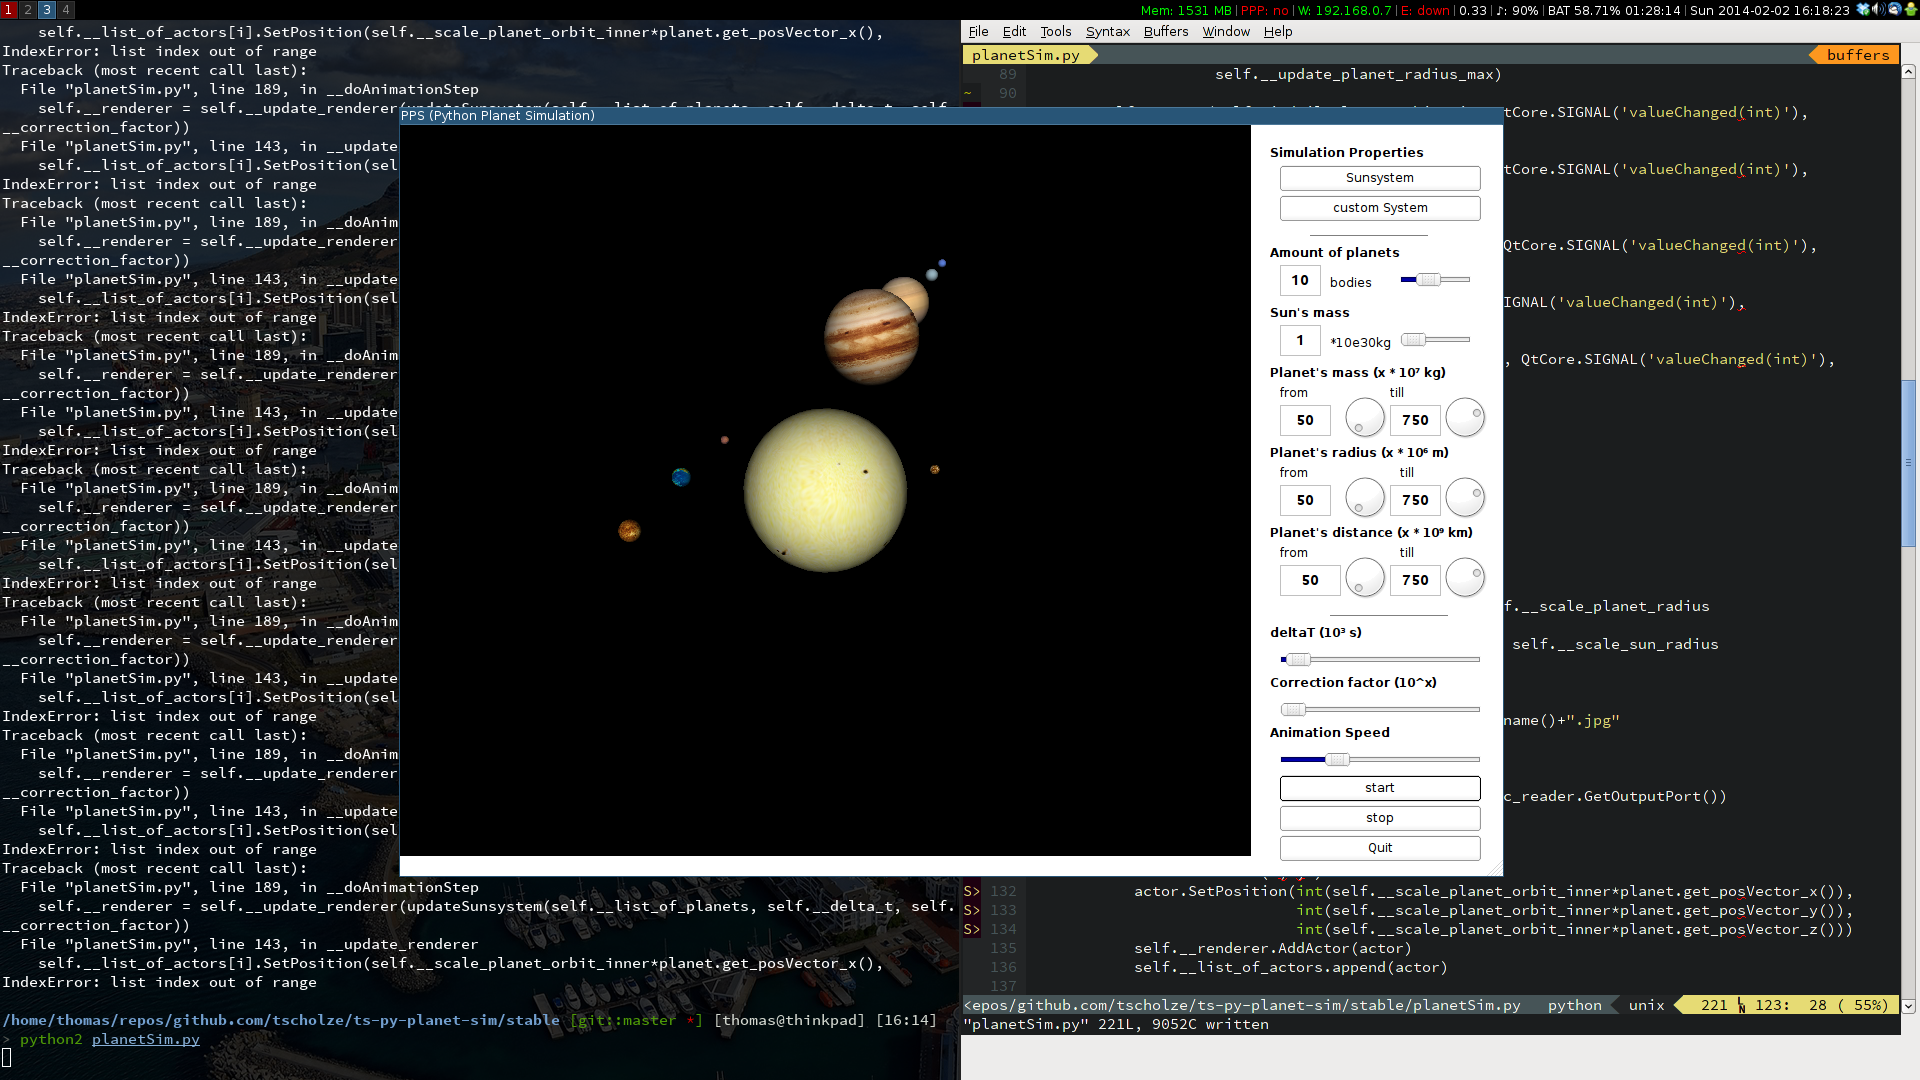 1 2 3 4
Mem: 1531 MB | PPP: no | W: 192.168.0.7 | E: down | 0.33 | ♪: 90% | BAT 58.71% 01:28:14 | Sun 2014-02-02 16:18:23
self.__list_of_actors[i].SetPosition(self.__scale_planet_orbit_inner*planet.get_posVector_x(),
IndexError: list index out of range
Traceback (most recent call last):
File "planetSim.py", line 189, in __doAnimationStep
self.__renderer = self.__update_renderer(updateSunsystem(self.__list_of_planets, self.__delta_t, self.
__correction_factor))
File "planetSim.py", line 143, in __update
self.__list_of_actors[i].SetPosition(sel
IndexError: list index out of range
Traceback (most recent call last):
File "planetSim.py", line 189, in __doAnim
self.__renderer = self.__update_renderer
__correction_factor))
File "planetSim.py", line 143, in __update
self.__list_of_actors[i].SetPosition(sel
IndexError: list index out of range
Traceback (most recent call last):
File "planetSim.py", line 189, in __doAnim
self.__renderer = self.__update_renderer
__correction_factor))
File "planetSim.py", line 143, in __update
self.__list_of_actors[i].SetPosition(sel
IndexError: list index out of range
Traceback (most recent call last):
File "planetSim.py", line 189, in __doAnim
self.__renderer = self.__update_renderer
__correction_factor))
File "planetSim.py", line 143, in __update
self.__list_of_actors[i].SetPosition(sel
IndexError: list index out of range
Traceback (most recent call last):
File "planetSim.py", line 189, in __doAnim
self.__renderer = self.__update_renderer
__correction_factor))
File "planetSim.py", line 143, in __update
self.__list_of_actors[i].SetPosition(sel
IndexError: list index out of range
Traceback (most recent call last):
File "planetSim.py", line 189, in __doAnim
self.__renderer = self.__update_renderer
__correction_factor))
File "planetSim.py", line 143, in __update
self.__list_of_actors[i].SetPosition(sel
IndexError: list index out of range
Traceback (most recent call last):
File "planetSim.py", line 189, in __doAnimationStep
self.__renderer = self.__update_renderer(updateSunsystem(self.__list_of_planets, self.__delta_t, self.
__correction_factor))
File "planetSim.py", line 143, in __update_renderer
self.__list_of_actors[i].SetPosition(self.__scale_planet_orbit_inner*planet.get_posVector_x(),
IndexError: list index out of range
/home/thomas/repos/github.com/tscholze/ts-py-planet-sim/stable [git::master *] [thomas@thinkpad] [16:14]
> python2 planetSim.py
PPS (Python Planet Simulation)
Simulation Properties
Sunsystem
custom System
Amount of planets
10 bodies
Sun's mass
1 *10e30kg
Planet's mass (x * 10⁷ kg)
from till
50 750
Planet's radius (x * 10⁶ m)
from till
50 750
Planet's distance (x * 10⁹ km)
from till
50 750
deltaT (10³ s)
Correction factor (10^x)
Animation Speed
start
stop
Quit
File Edit Tools Syntax Buffers Window Help
planetSim.py buffers
89 self.__update_planet_radius_max)
~ 90
tCore.SIGNAL('valueChanged(int)'),
tCore.SIGNAL('valueChanged(int)'),
QtCore.SIGNAL('valueChanged(int)'),
IGNAL('valueChanged(int)'),
, QtCore.SIGNAL('valueChanged(int)'),
f.__scale_planet_radius
self.__scale_sun_radius
name()+".jpg"
c_reader.GetOutputPort())
S> 132 actor.SetPosition(int(self.__scale_planet_orbit_inner*planet.get_posVector_x()),
S> 133 int(self.__scale_planet_orbit_inner*planet.get_posVector_y()),
S> 134 int(self.__scale_planet_orbit_inner*planet.get_posVector_z()))
135 self.__renderer.AddActor(actor)
136 self.__list_of_actors.append(actor)
137
<epos/github.com/tscholze/ts-py-planet-sim/stable/planetSim.py python unix 221 123: 28 ( 55%)
"planetSim.py" 221L, 9052C written